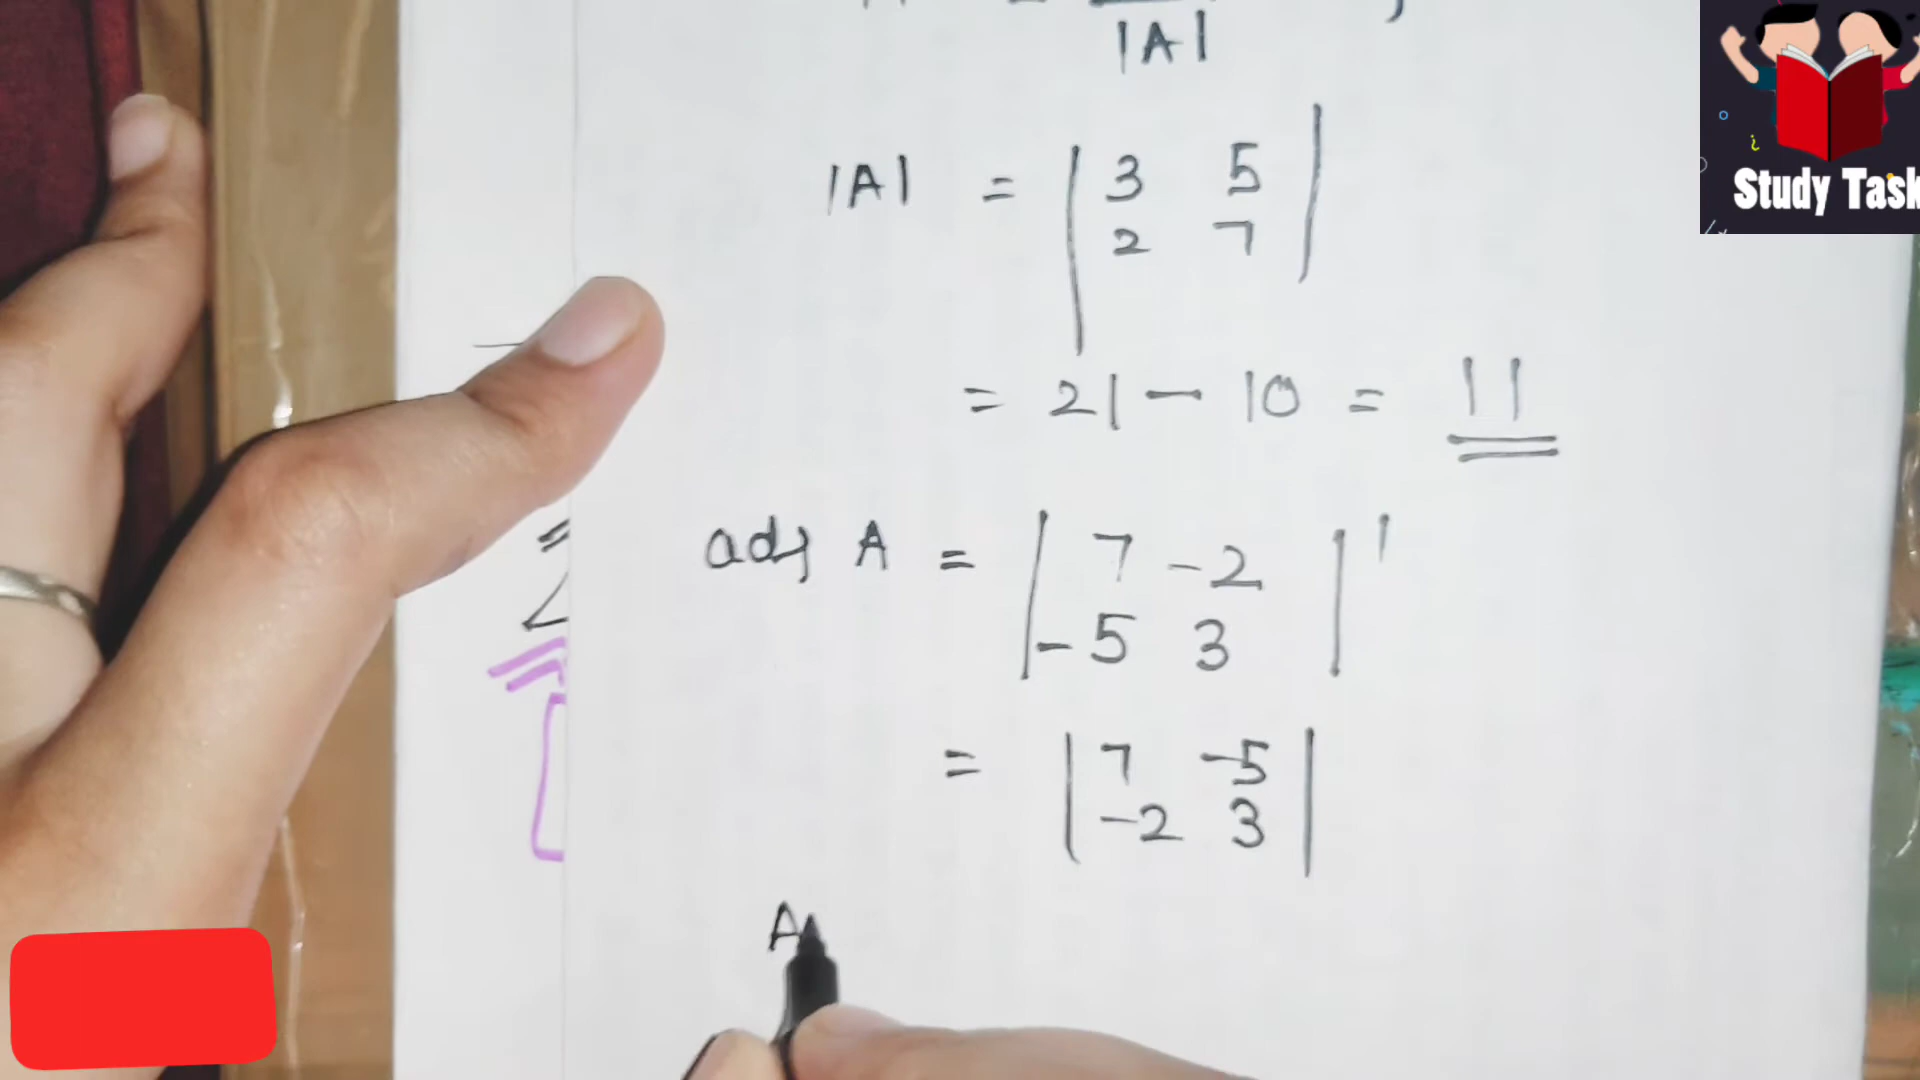 |A|
|A| = | 3 5 |
2 7
= 21 - 10 = 11
adj A = | 7 -2 |'
-5 3
= | 7 -5 |
-2 3
A
Study Task